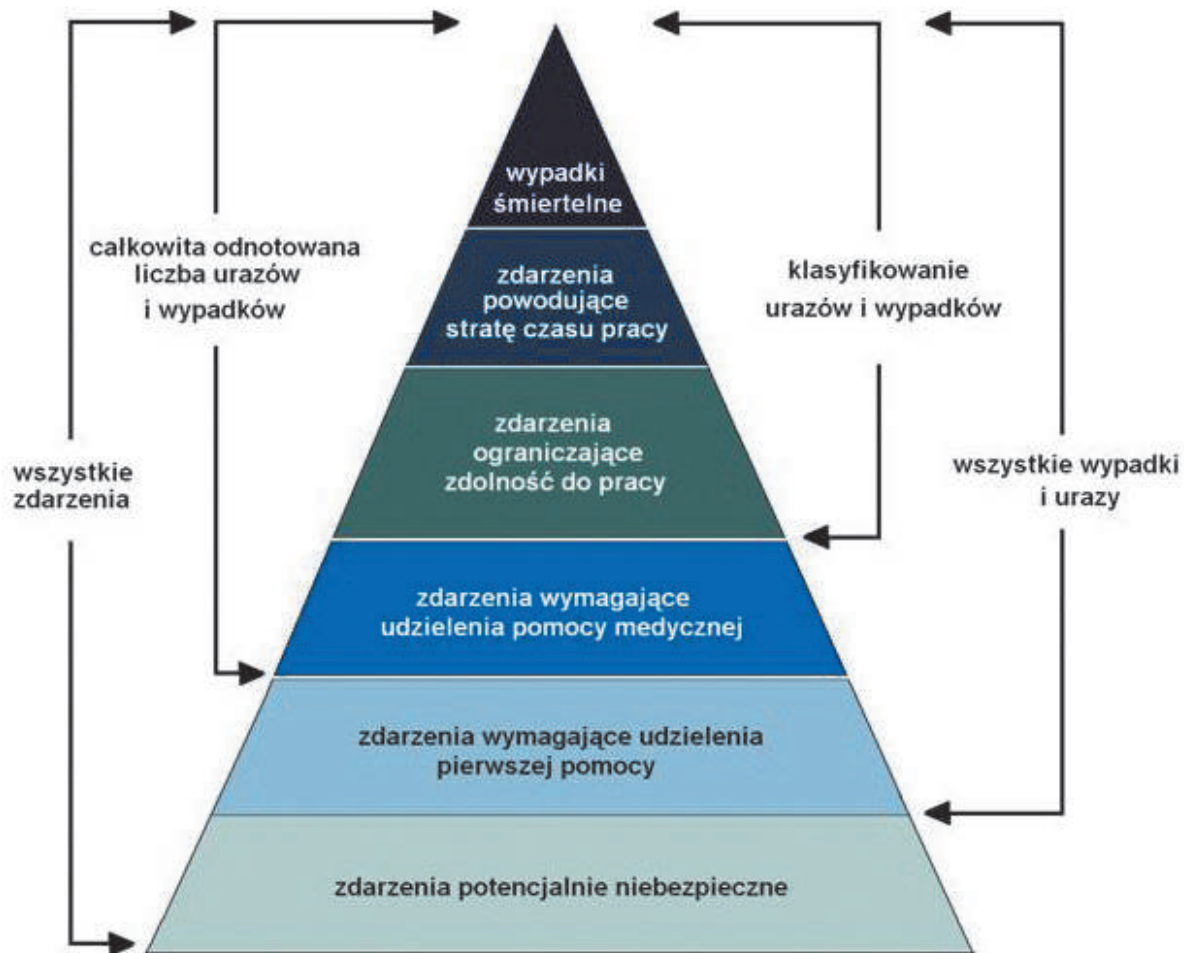 wypadki
śmiertelne
zdarzenia
powodujące
stratę czasu pracy
zdarzenia
ograniczające
zdolność do pracy
zdarzenia wymagające
udzielenia pomocy medycznej
zdarzenia wymagające udzielenia
pierwszej pomocy
zdarzenia potencjalnie niebezpieczne
całkowita odnotowana
liczba urazów
i wypadków
wszystkie
zdarzenia
klasyfikowanie
urazów i wypadków
wszystkie wypadki
i urazy